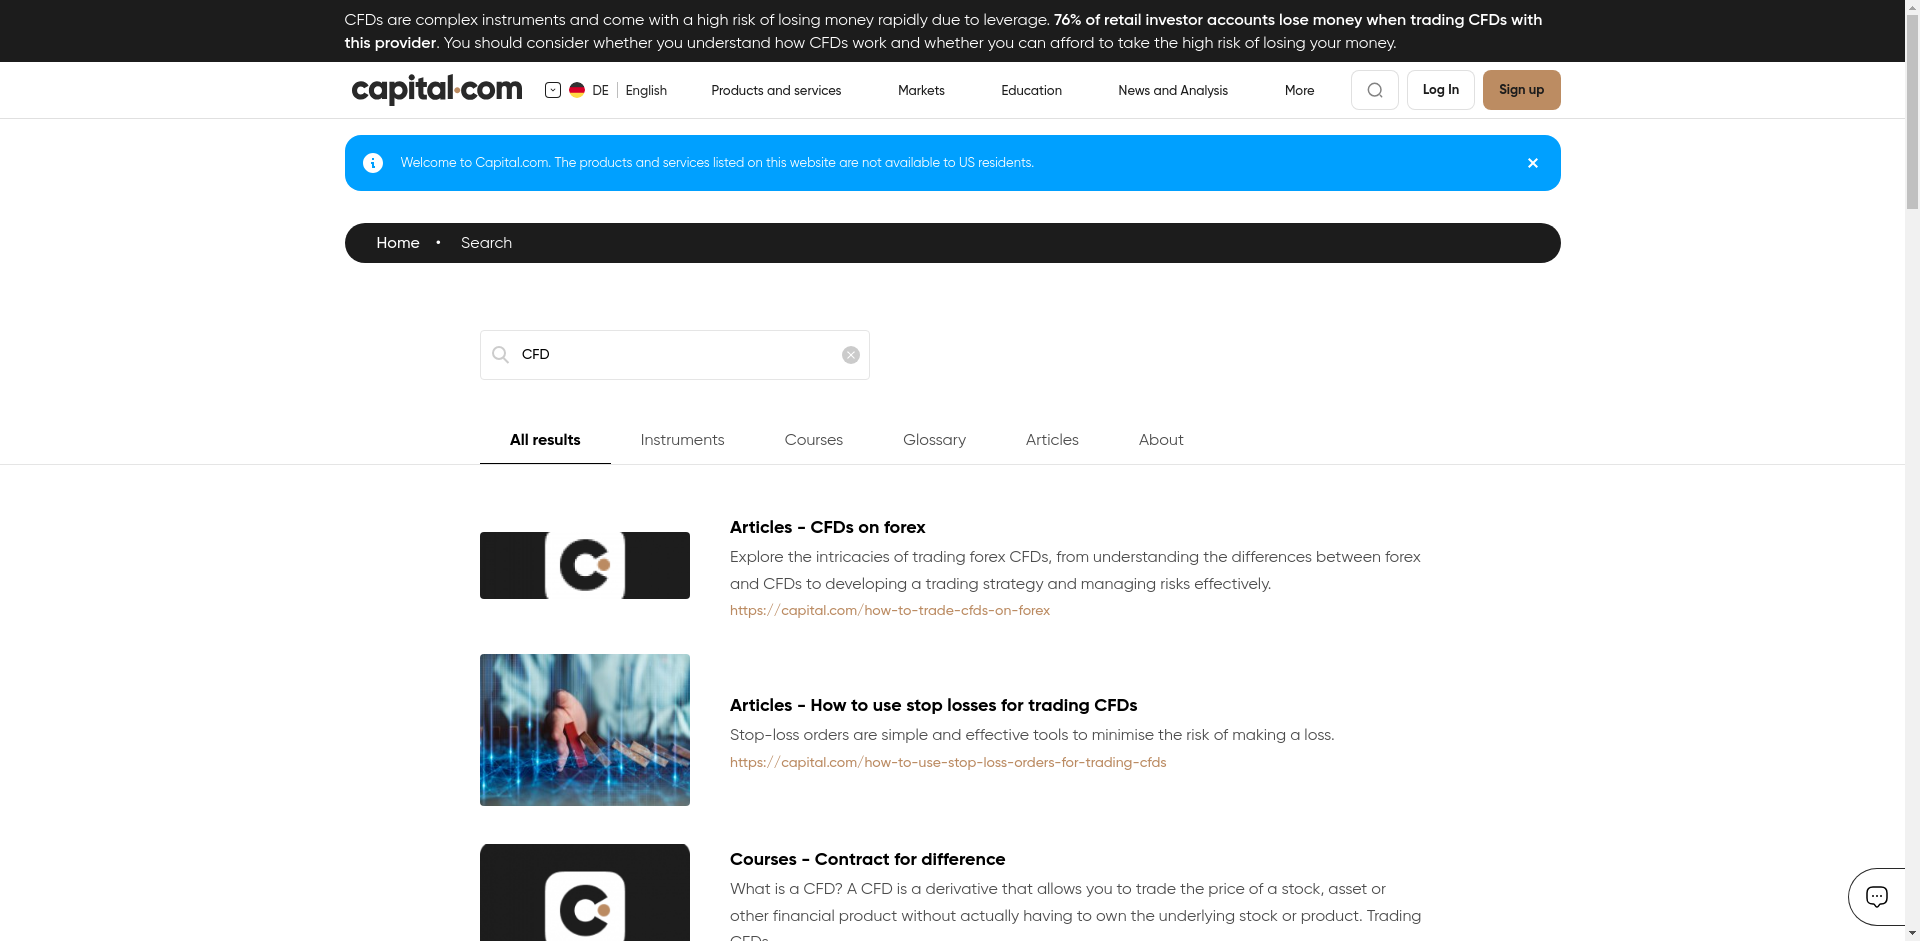 CFDs are complex instruments and come with a high risk of losing money rapidly due to leverage. 76% of retail investor accounts lose money when trading CFDs with
this provider. You should consider whether you understand how CFDs work and whether you can afford to take the high risk of losing your money.
capital.com DE English Products and services Markets Education News and Analysis More Log In Sign up
Welcome to Capital.com. The products and services listed on this website are not available to US residents.
Home • Search
CFD
All results Instruments Courses Glossary Articles About
Articles - CFDs on forex
Explore the intricacies of trading forex CFDs, from understanding the differences between forex
and CFDs to developing a trading strategy and managing risks effectively.
https://capital.com/how-to-trade-cfds-on-forex
Articles - How to use stop losses for trading CFDs
Stop-loss orders are simple and effective tools to minimise the risk of making a loss.
https://capital.com/how-to-use-stop-loss-orders-for-trading-cfds
Courses - Contract for difference
What is a CFD? A CFD is a derivative that allows you to trade the price of a stock, asset or
other financial product without actually having to own the underlying stock or product. Trading
CFDs